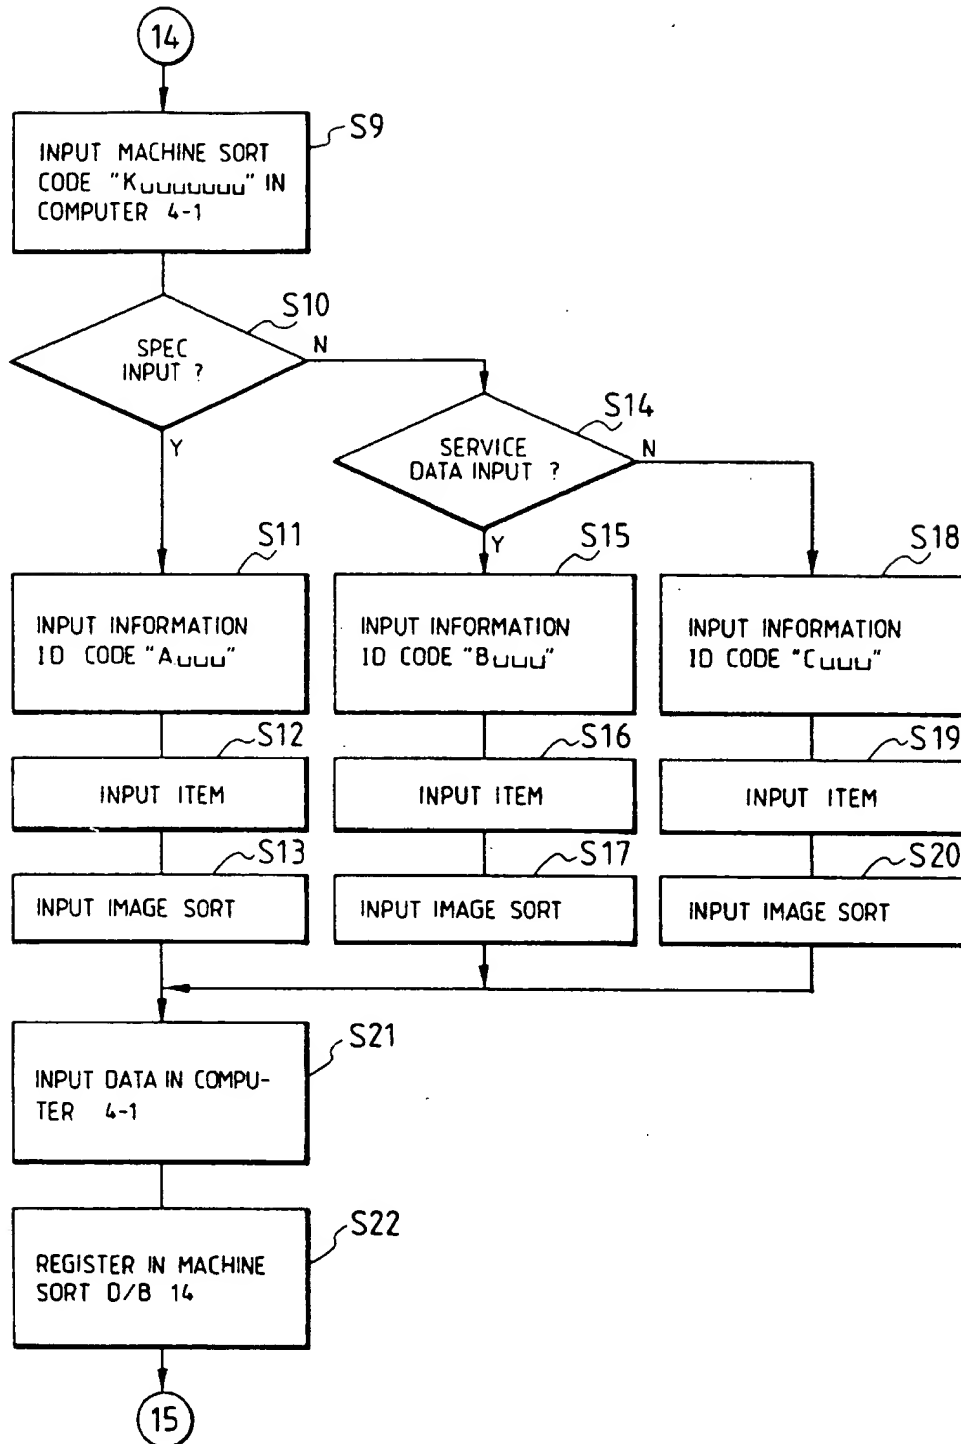 14
S9
INPUT MACHINE SORT
CODE "K␣␣␣␣␣␣␣" IN
COMPUTER 4-1
S10
SPEC
INPUT ?
N
Y
S14
SERVICE
DATA INPUT ?
N
Y
S11
INPUT INFORMATION
ID CODE "A␣␣␣"
S15
INPUT INFORMATION
ID CODE "B␣␣␣"
S18
INPUT INFORMATION
ID CODE "C␣␣␣"
S12
INPUT ITEM
S16
INPUT ITEM
S19
INPUT ITEM
S13
INPUT IMAGE SORT
S17
INPUT IMAGE SORT
S20
INPUT IMAGE SORT
S21
INPUT DATA IN COMPU-
TER 4-1
S22
REGISTER IN MACHINE
SORT D/B 14
15